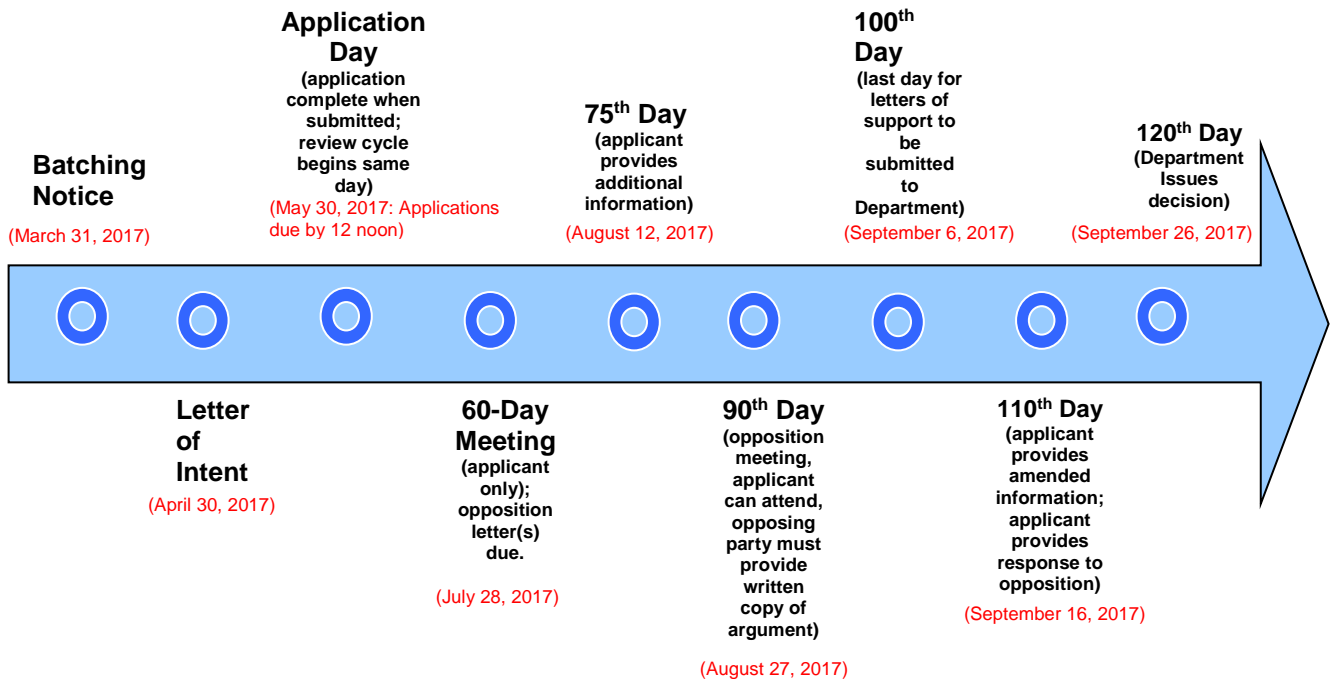 Batching
Notice
(March 31, 2017)
Letter
of
Intent
(April 30, 2017)
Application
Day
(application
complete when
submitted;
review cycle
begins same
day)
(May 30, 2017: Applications
due by 12 noon)
60-Day
Meeting
(applicant
only);
opposition
letter(s)
due.
(July 28, 2017)
75th Day
(applicant
provides
additional
information)
(August 12, 2017)
90th Day
(opposition
meeting,
applicant
can attend,
opposing
party must
provide
written
copy of
argument)
(August 27, 2017)
100th
Day
(last day for
letters of
support to
be
submitted
to
Department)
(September 6, 2017)
110th Day
(applicant
provides
amended
information;
applicant
provides
response to
opposition)
(September 16, 2017)
120th Day
(Department
Issues
decision)
(September 26, 2017)